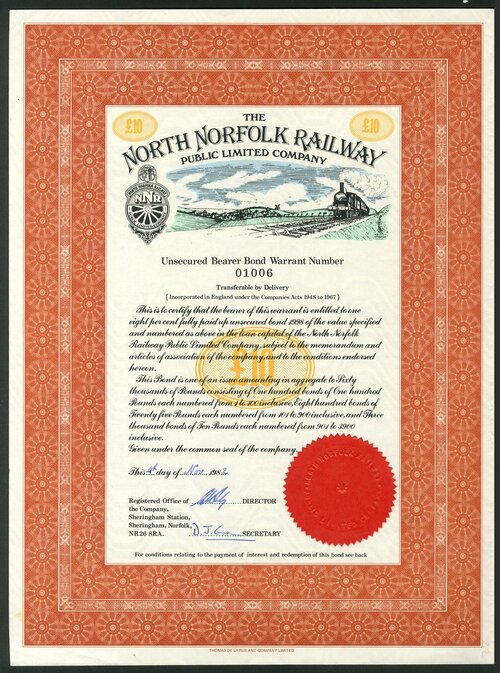 £10
£10
THE
NORTH NORFOLK RAILWAY
PUBLIC LIMITED COMPANY
NORTH NORFOLK RAILWAY
NNR
Unsecured Bearer Bond Warrant Number
01006
Transferable by Delivery
(Incorporated in England under the Companies Acts 1948 to 1967)
This is to certify that the bearer of this warrant is entitled to one
eight per cent fully paid up unsecured bond 1998 of the value specified
and numbered as above in the loan capital of the North Norfolk
Railway Public Limited Company, subject to the memorandum and
articles of association of the company, and to the conditions endorsed
hereon.
£10
This Bond is one of an issue amounting in aggregate to Sixty
thousands of Pounds consisting of One hundred bonds of One hundred
Pounds each numbered from 1 to 100 inclusive, Eight hundred bonds of
Twenty five Pounds each numbered from 101 to 900 inclusive, and Three
thousand bonds of Ten Pounds each numbered from 901 to 3900
inclusive.
Given under the common seal of the company.
This 4th day of Nov 1982
Registered Office of DIRECTOR
the Company,
Sheringham Station,
Sheringham, Norfolk,
NR26 8RA. SECRETARY
For conditions relating to the payment of interest and redemption of this bond see back
THOMAS DE LA RUE AND COMPANY LIMITED